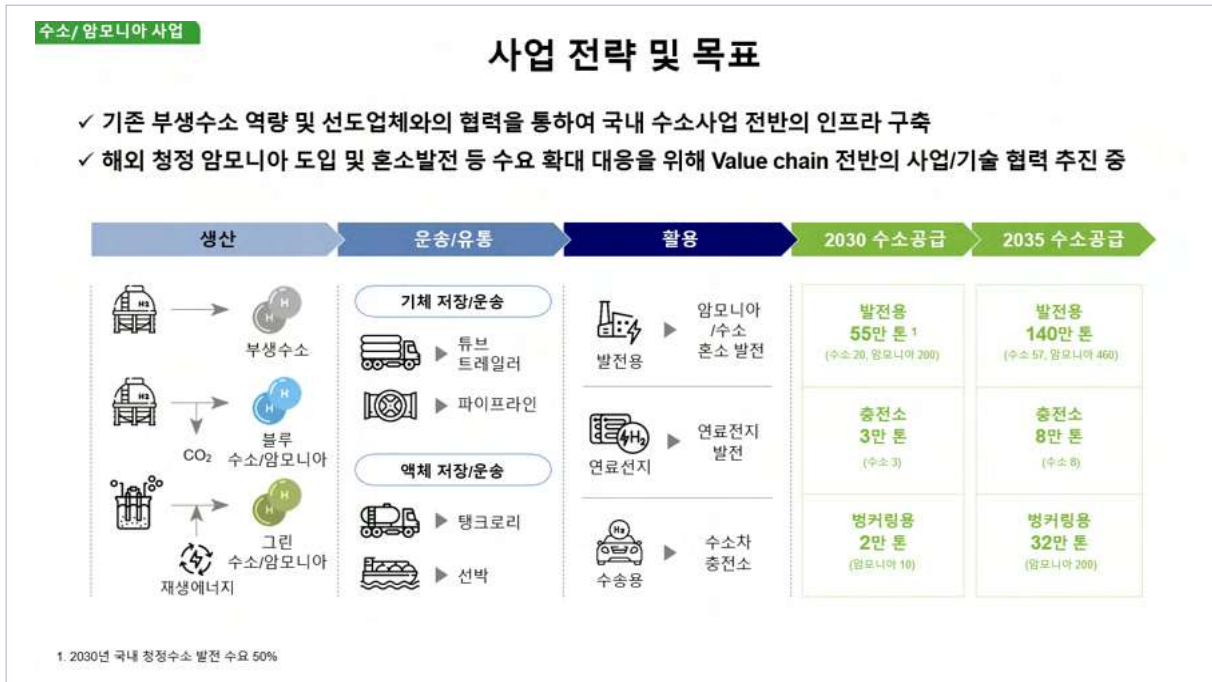 수소/ 암모니아 사업
사업 전략 및 목표
✓ 기존 부생수소 역량 및 선도업체와의 협력을 통하여 국내 수소사업 전반의 인프라 구축
✓ 해외 청정 암모니아 도입 및 혼소발전 등 수요 확대 대응을 위해 Value chain 전반의 사업/기술 협력 추진 중
생산
H2
H
H
부생수소
H2
H
H
CO₂
블루
수소/암모니아
H
H
그린
수소/암모니아
재생에너지
운송/유통
기체 저장/운송
튜브
트레일러
파이프라인
액체 저장/운송
탱크로리
선박
활용
발전용
암모니아
/수소
혼소 발전
H₂
연료선지
연료전지
발전
H₂
수송용
수소차
충전소
2030 수소공급
발전용
55만 톤 ¹
(수소 20, 암모니아 200)
충전소
3만 톤
(수소 3)
벙커링용
2만 톤
(암모니아 10)
2035 수소공급
발전용
140만 톤
(수소 57, 암모니아 460)
충전소
8만 톤
(수소 8)
벙커링용
32만 톤
(암모니아 200)
1. 2030년 국내 청정수소 발전 수요 50%